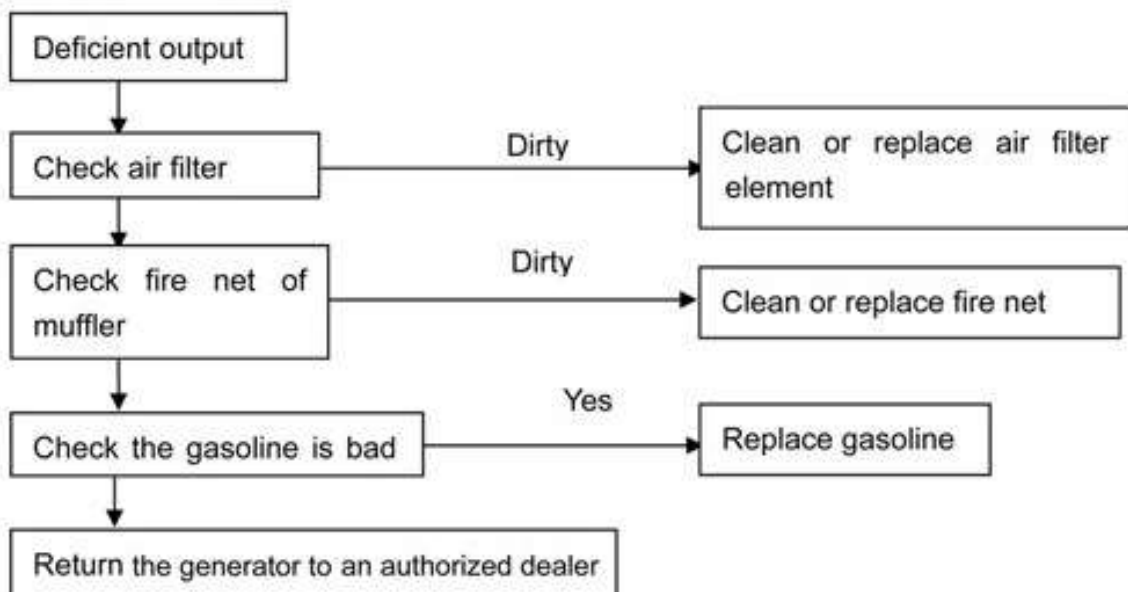 Deficient output
Check air filter
Dirty
Clean or replace air filter
element
Check fire net of
muffler
Dirty
Clean or replace fire net
Check the gasoline is bad
Yes
Replace gasoline
Return the generator to an authorized dealer